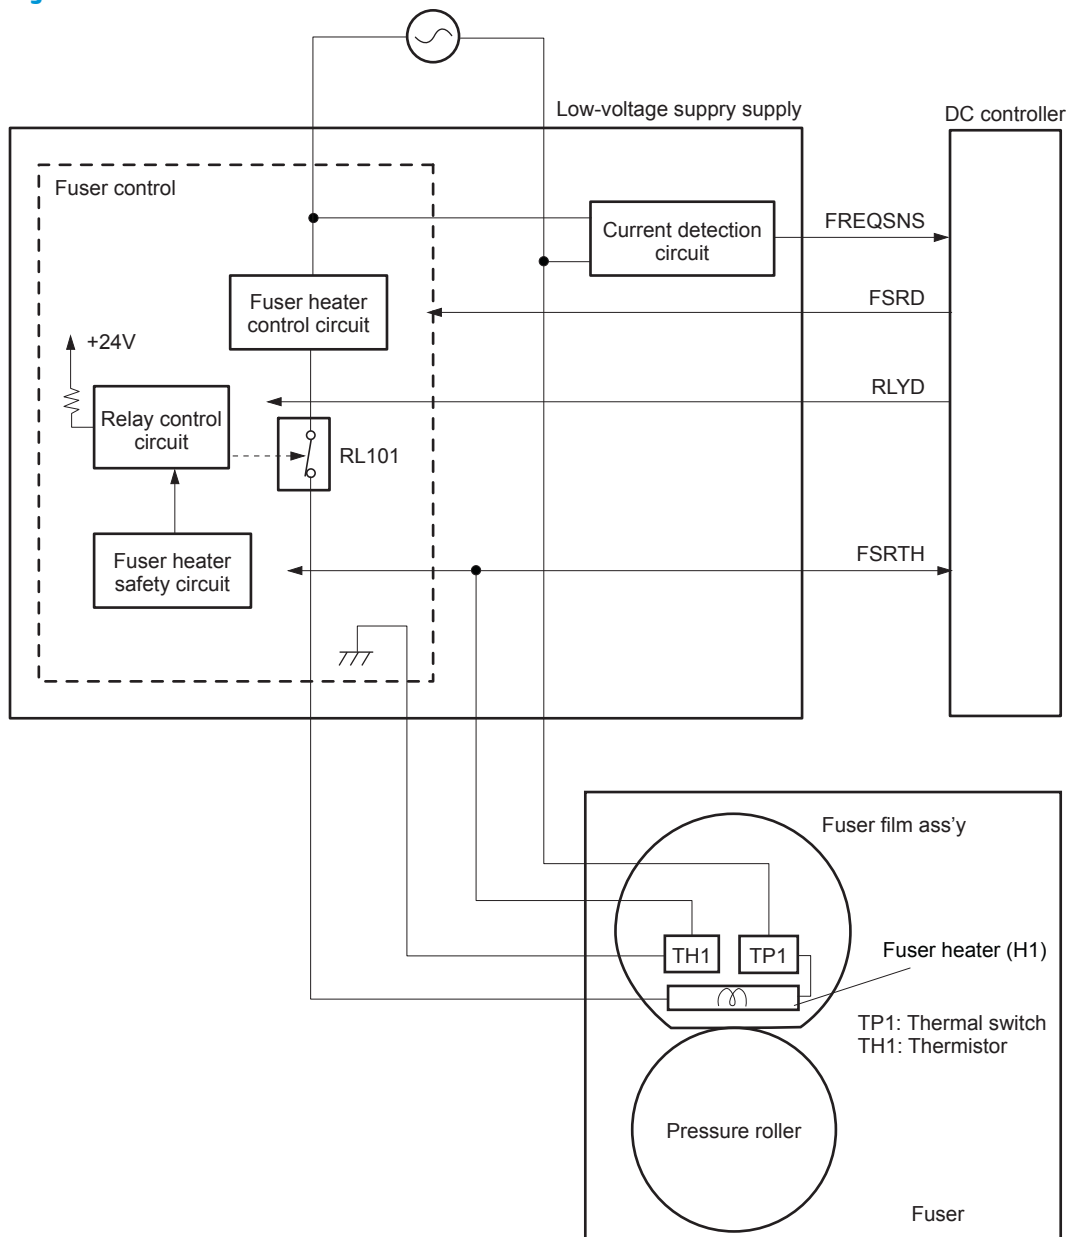 Low-voltage suppry supply
DC controller
Fuser control
Current detection
circuit
FREQSNS
Fuser heater
control circuit
FSRD
+24V
RLYD
Relay control
circuit
RL101
Fuser heater
safety circuit
FSRTH
Fuser film ass'y
TH1
TP1
Fuser heater (H1)
TP1: Thermal switch
TH1: Thermistor
Pressure roller
Fuser